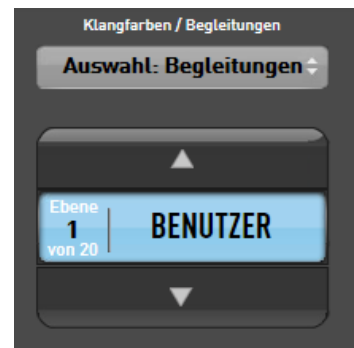 Klangfarben / Begleitungen
Auswahl: Begleitungen
Ebene
1
von 20
BENUTZER